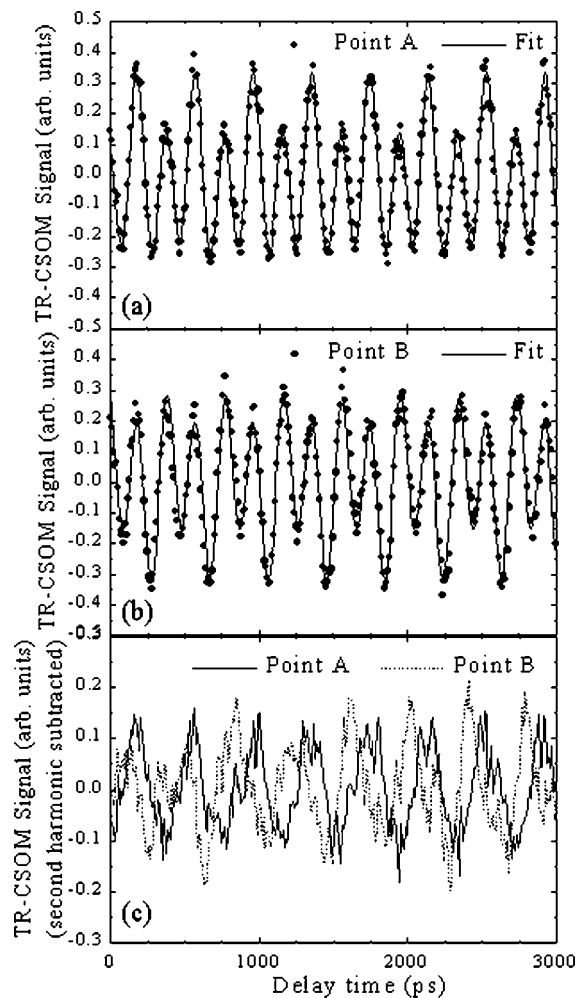 Point A Fit
TR-CSOM Signal (arb. units)
0.5
0.4
0.3
0.2
0.1
0.0
-0.1
-0.2
-0.3
-0.4
-0.5
(a)
Point B Fit
TR-CSOM Signal (arb. units)
0.4
0.3
0.2
0.1
0.0
-0.1
-0.2
-0.3
-0.4
-0.5
(b)
Point A Point B
TR-CSOM Signal (arb. units)
(second harmonic subtracted)
0.2
0.1
0.0
-0.1
-0.2
-0.3
(c)
0 1000 2000 3000
Delay time (ps)